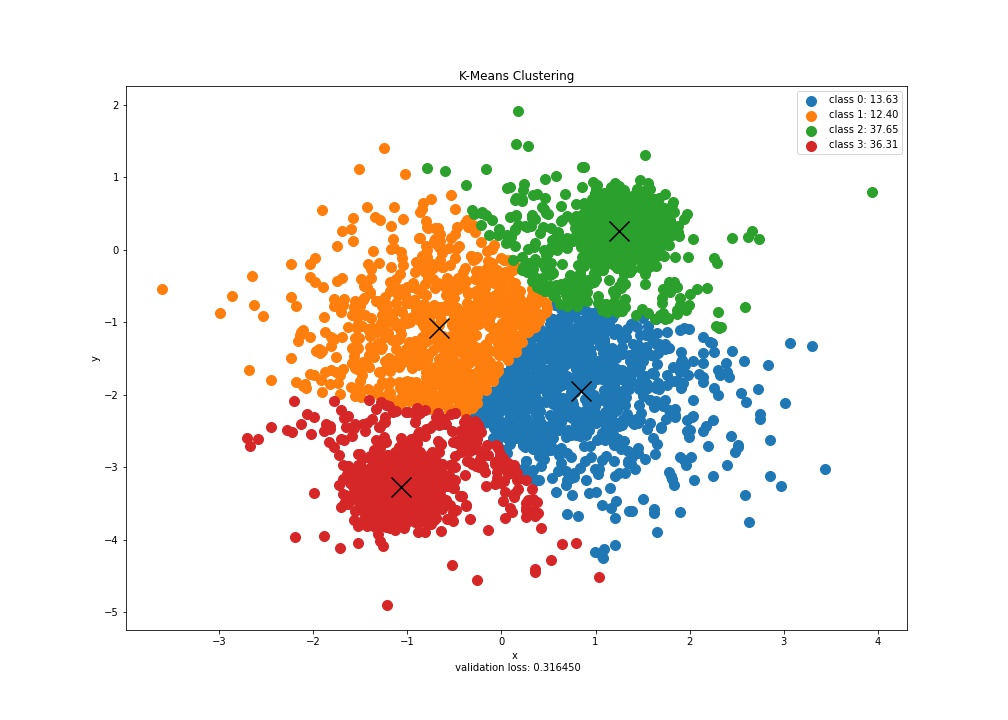 K-Means Clustering
class 0: 13.63
class 1: 12.40
class 2: 37.65
class 3: 36.31
2
1
0
−1
−2
−3
−4
−5
y
−3 −2 −1 0 1 2 3 4
x
validation loss: 0.316450